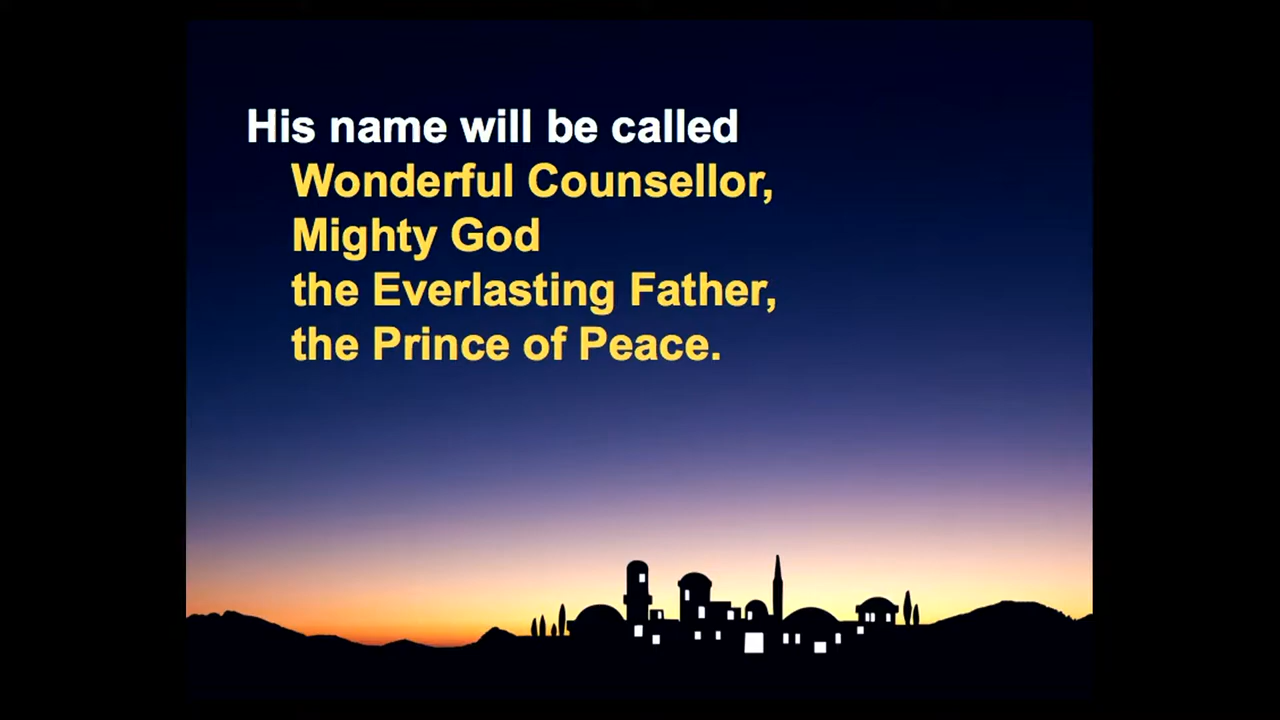 His name will be called
Wonderful Counsellor,
Mighty God
the Everlasting Father,
the Prince of Peace.